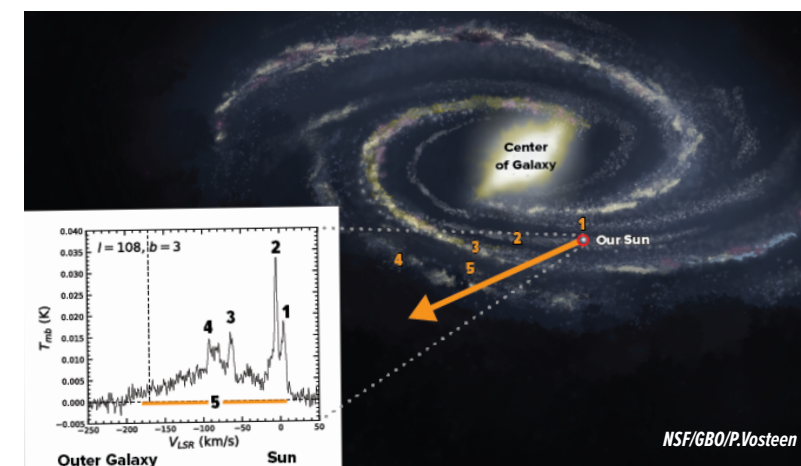 Center
of Galaxy
1
Our Sun
2
3
4
5
l = 108, b = 3
0.040
0.035
0.030
0.025
0.020
0.015
0.010
0.005
0.000
−0.005
Tmb (K)
2
1
3
4
5
−250 −200 −150 −100 −50 0 50
VLSR (km/s)
Outer Galaxy Sun
NSF/GBO/P.Vosteen